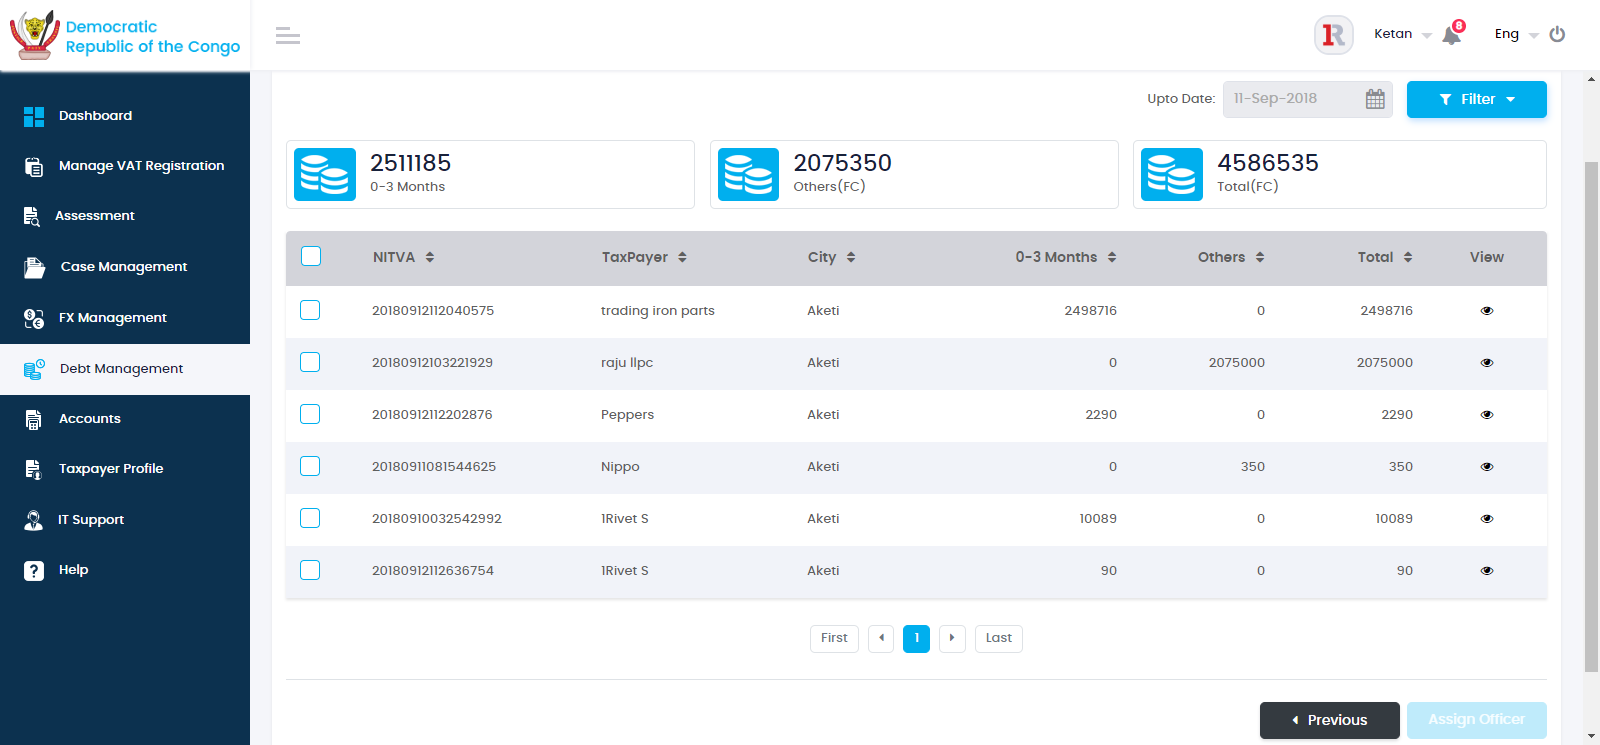 Democratic
Republic of the Congo
1R
Ketan
8
Eng
Dashboard
Manage VAT Registration
Assessment
Case Management
FX Management
Debt Management
Accounts
Taxpayer Profile
IT Support
Help
Upto Date: 11-Sep-2018 Filter
2511185
0-3 Months
2075350
Others(FC)
4586535
Total(FC)
NITVA TaxPayer City 0-3 Months Others Total View
20180912112040575 trading iron parts Aketi 2498716 0 2498716
20180912103221929 raju llpc Aketi 0 2075000 2075000
20180912112202876 Peppers Aketi 2290 0 2290
20180911081544625 Nippo Aketi 0 350 350
20180910032542992 1Rivet S Aketi 10089 0 10089
20180912112636754 1Rivet S Aketi 90 0 90
First 1 Last
Previous Assign Officer